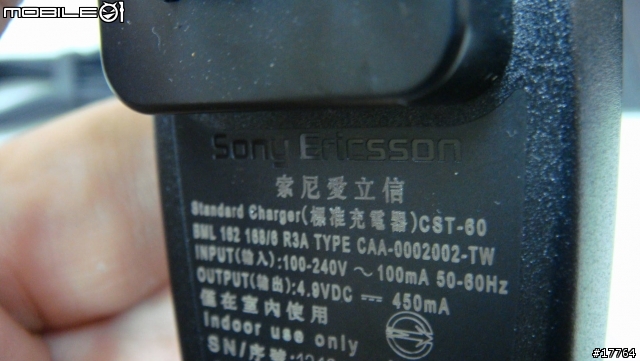 MOBILE01
Sony Ericsson
索尼愛立信
Standard Charger(標准充電器)CST-60
BML 162 168/6 R3A TYPE CAA-0002002-TW
INPUT(輸入):100-240V ~ 100mA 50-60Hz
OUTPUT(輸出):4.9VDC ⎓ 450mA
僅在室內使用
Indoor use only
SN/序號:
#17764